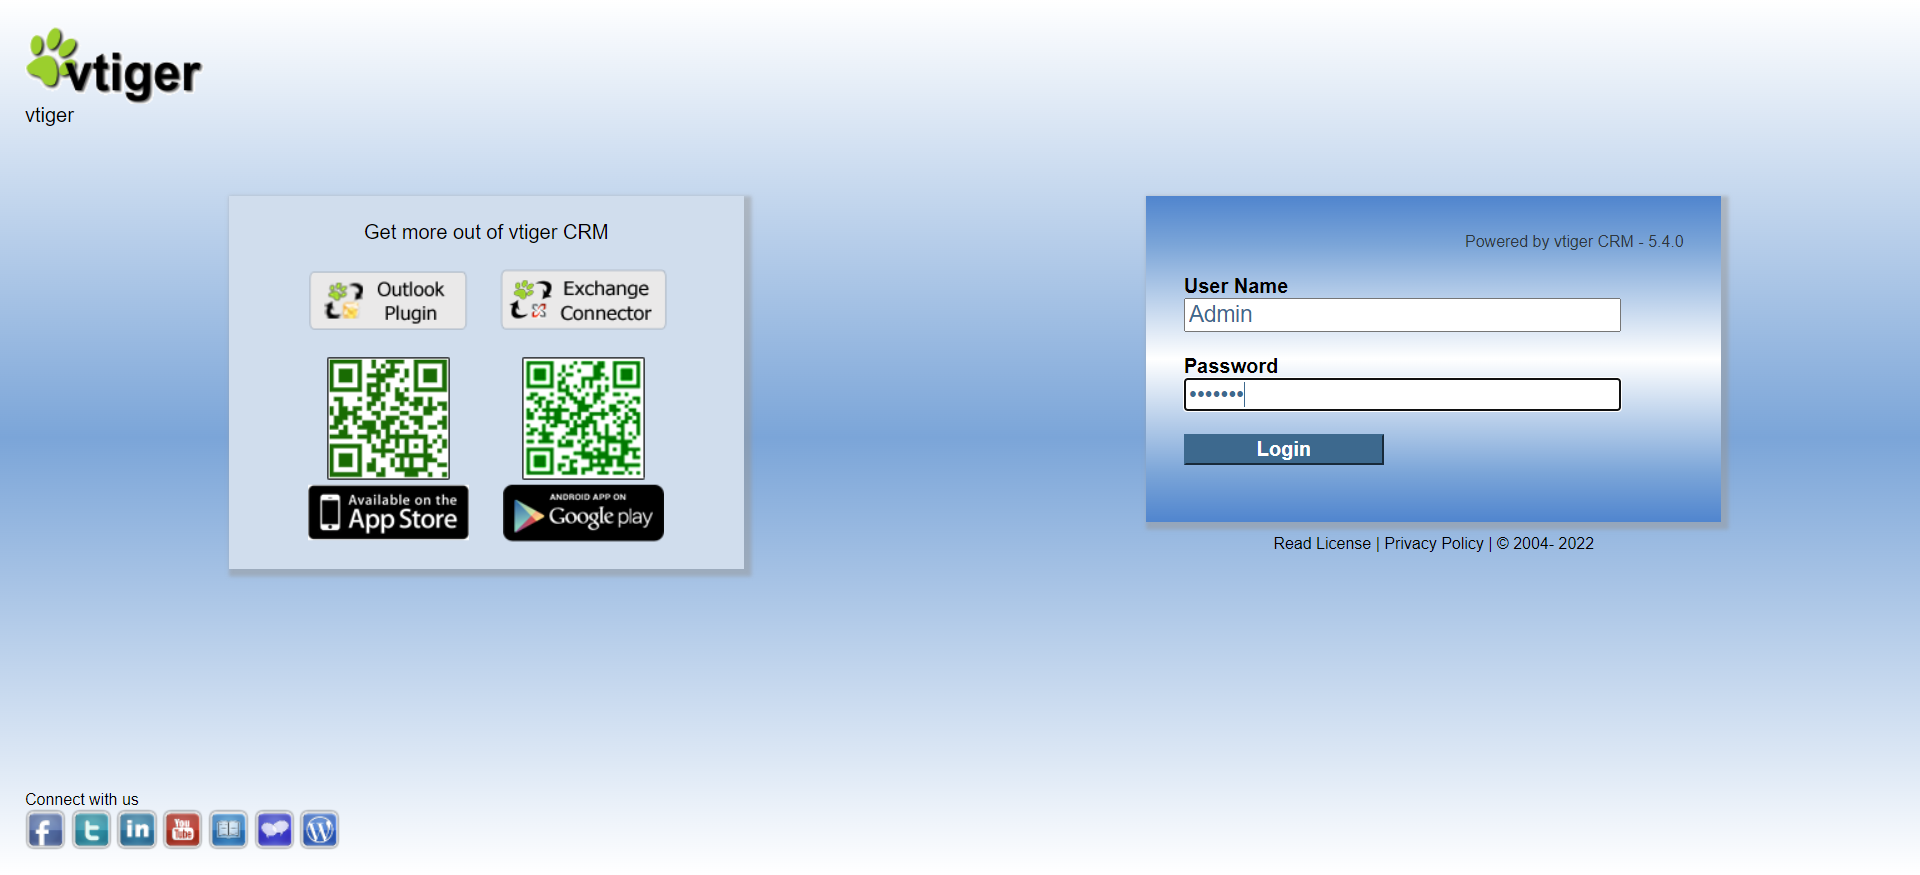 vtiger
vtiger
Get more out of vtiger CRM
Outlook
Plugin
Exchange
Connector
Available on the
App Store
ANDROID APP ON
Google play
Powered by vtiger CRM - 5.4.0
User Name
Admin
Password
•••••••
Login
Read License | Privacy Policy | © 2004- 2022
Connect with us
f
t
in
You
Tube
W